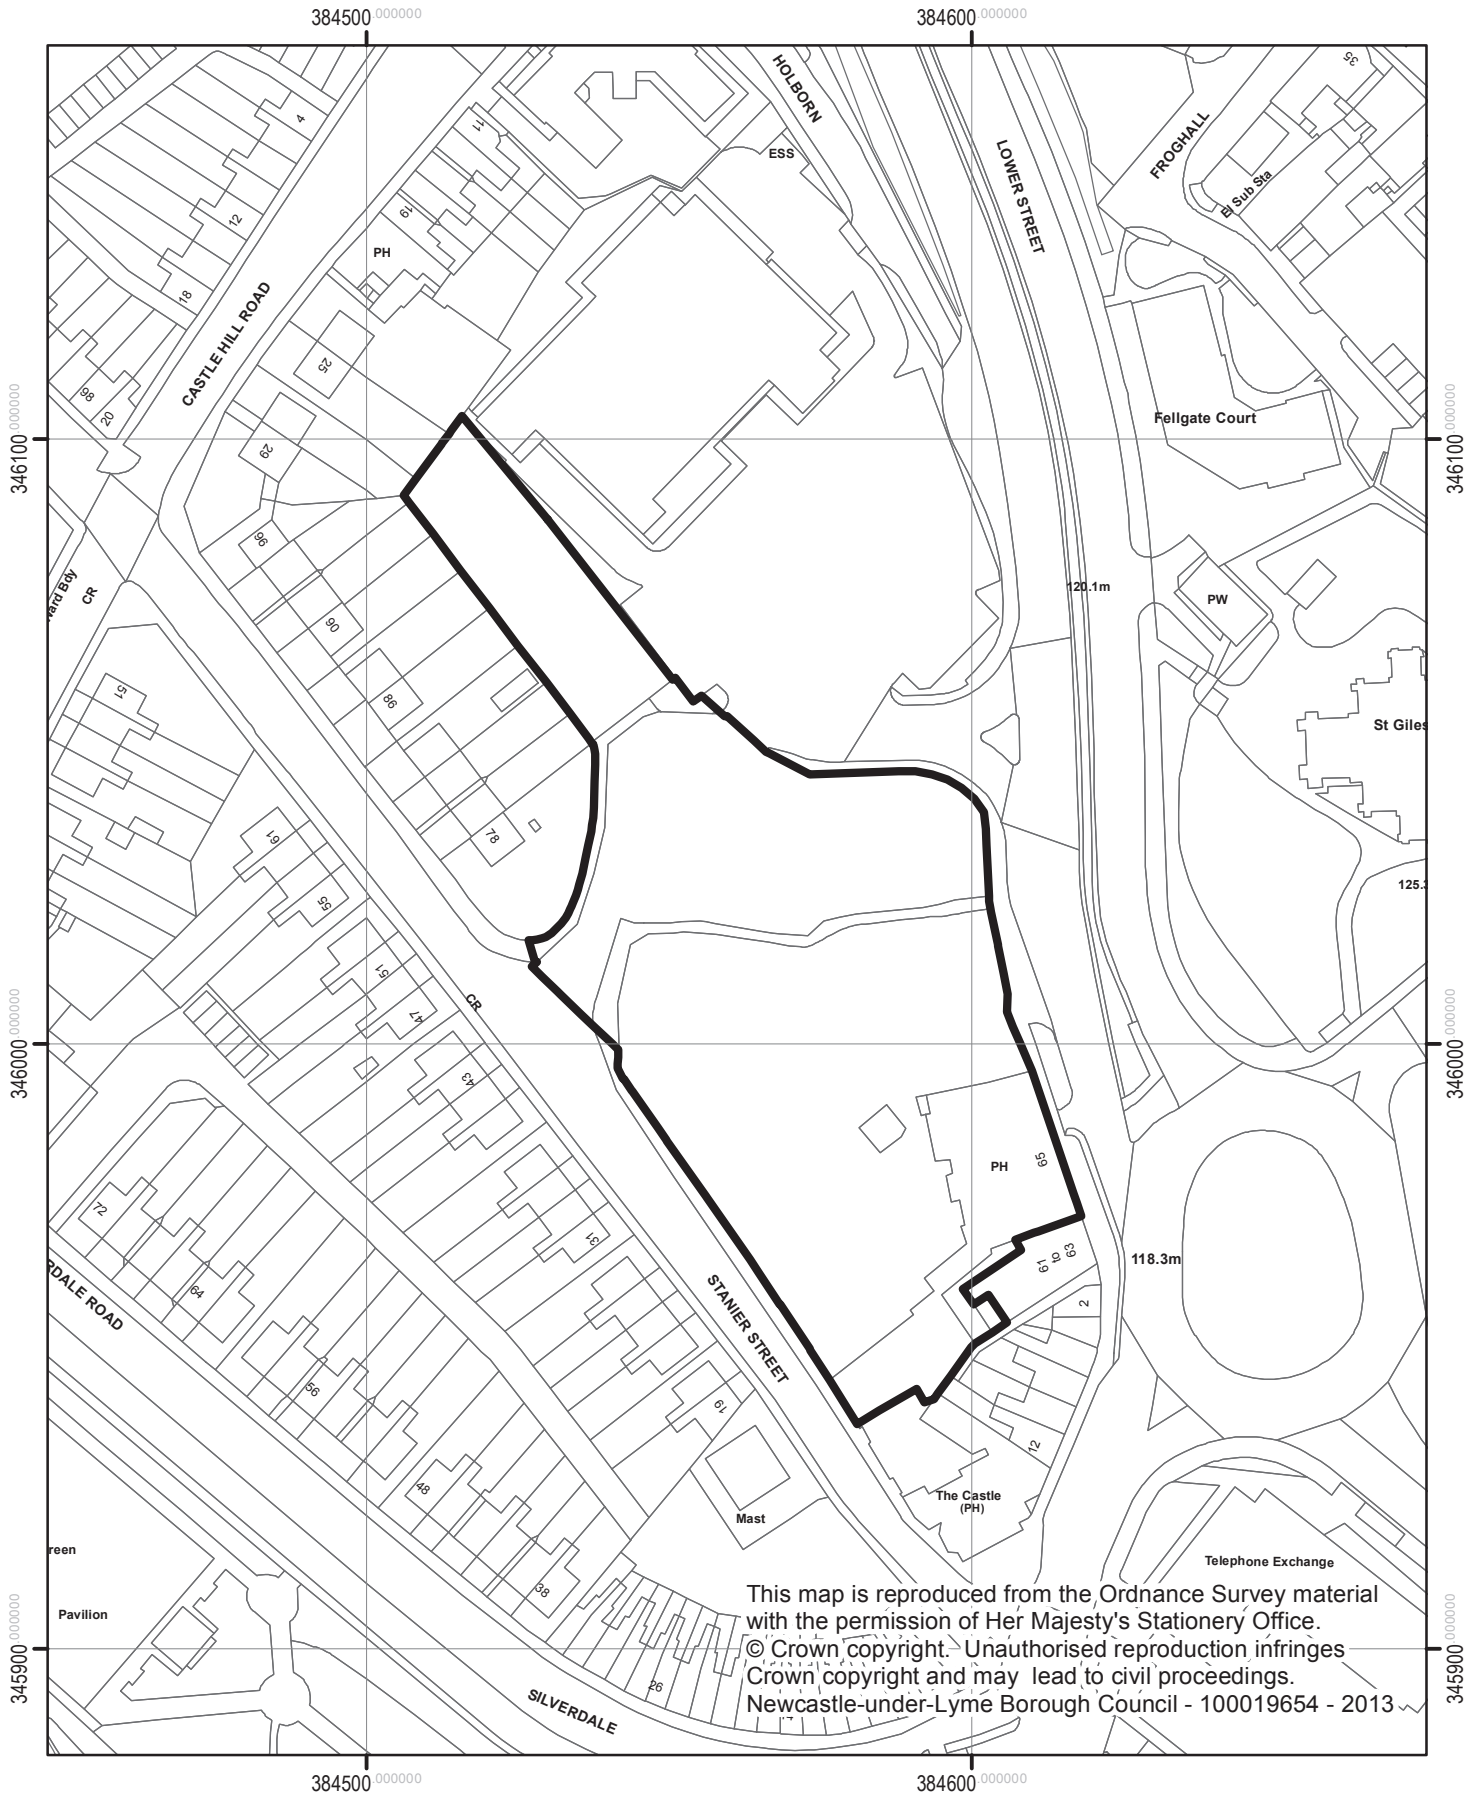 384500.000000
384600.000000
HOLBORN
35
4
11
ESS
LOWER STREET
FROGHALL
El Sub Sta
12
19
PH
18
CASTLE HILL ROAD
25
98
20
29
Fellgate Court
346100.000000
346100.000000
96
Ward Bdy
CR
90
120.1m
PW
51
86
St Giles
78
61
55
125.
51
47
CR
346000.000000
346000.000000
43
65
PH
72
31
63
to
61
118.3m
2
64
STANIER STREET
RDALE ROAD
56
19
12
48
The Castle
(PH)
Mast
reen
Telephone Exchange
38
Pavilion
This map is reproduced from the Ordnance Survey material
with the permission of Her Majesty's Stationery Office.
© Crown copyright. Unauthorised reproduction infringes
Crown copyright and may lead to civil proceedings.
Newcastle-under-Lyme Borough Council - 100019654 - 2013
345900.000000
345900.000000
26
SILVERDALE
384500.000000
384600.000000